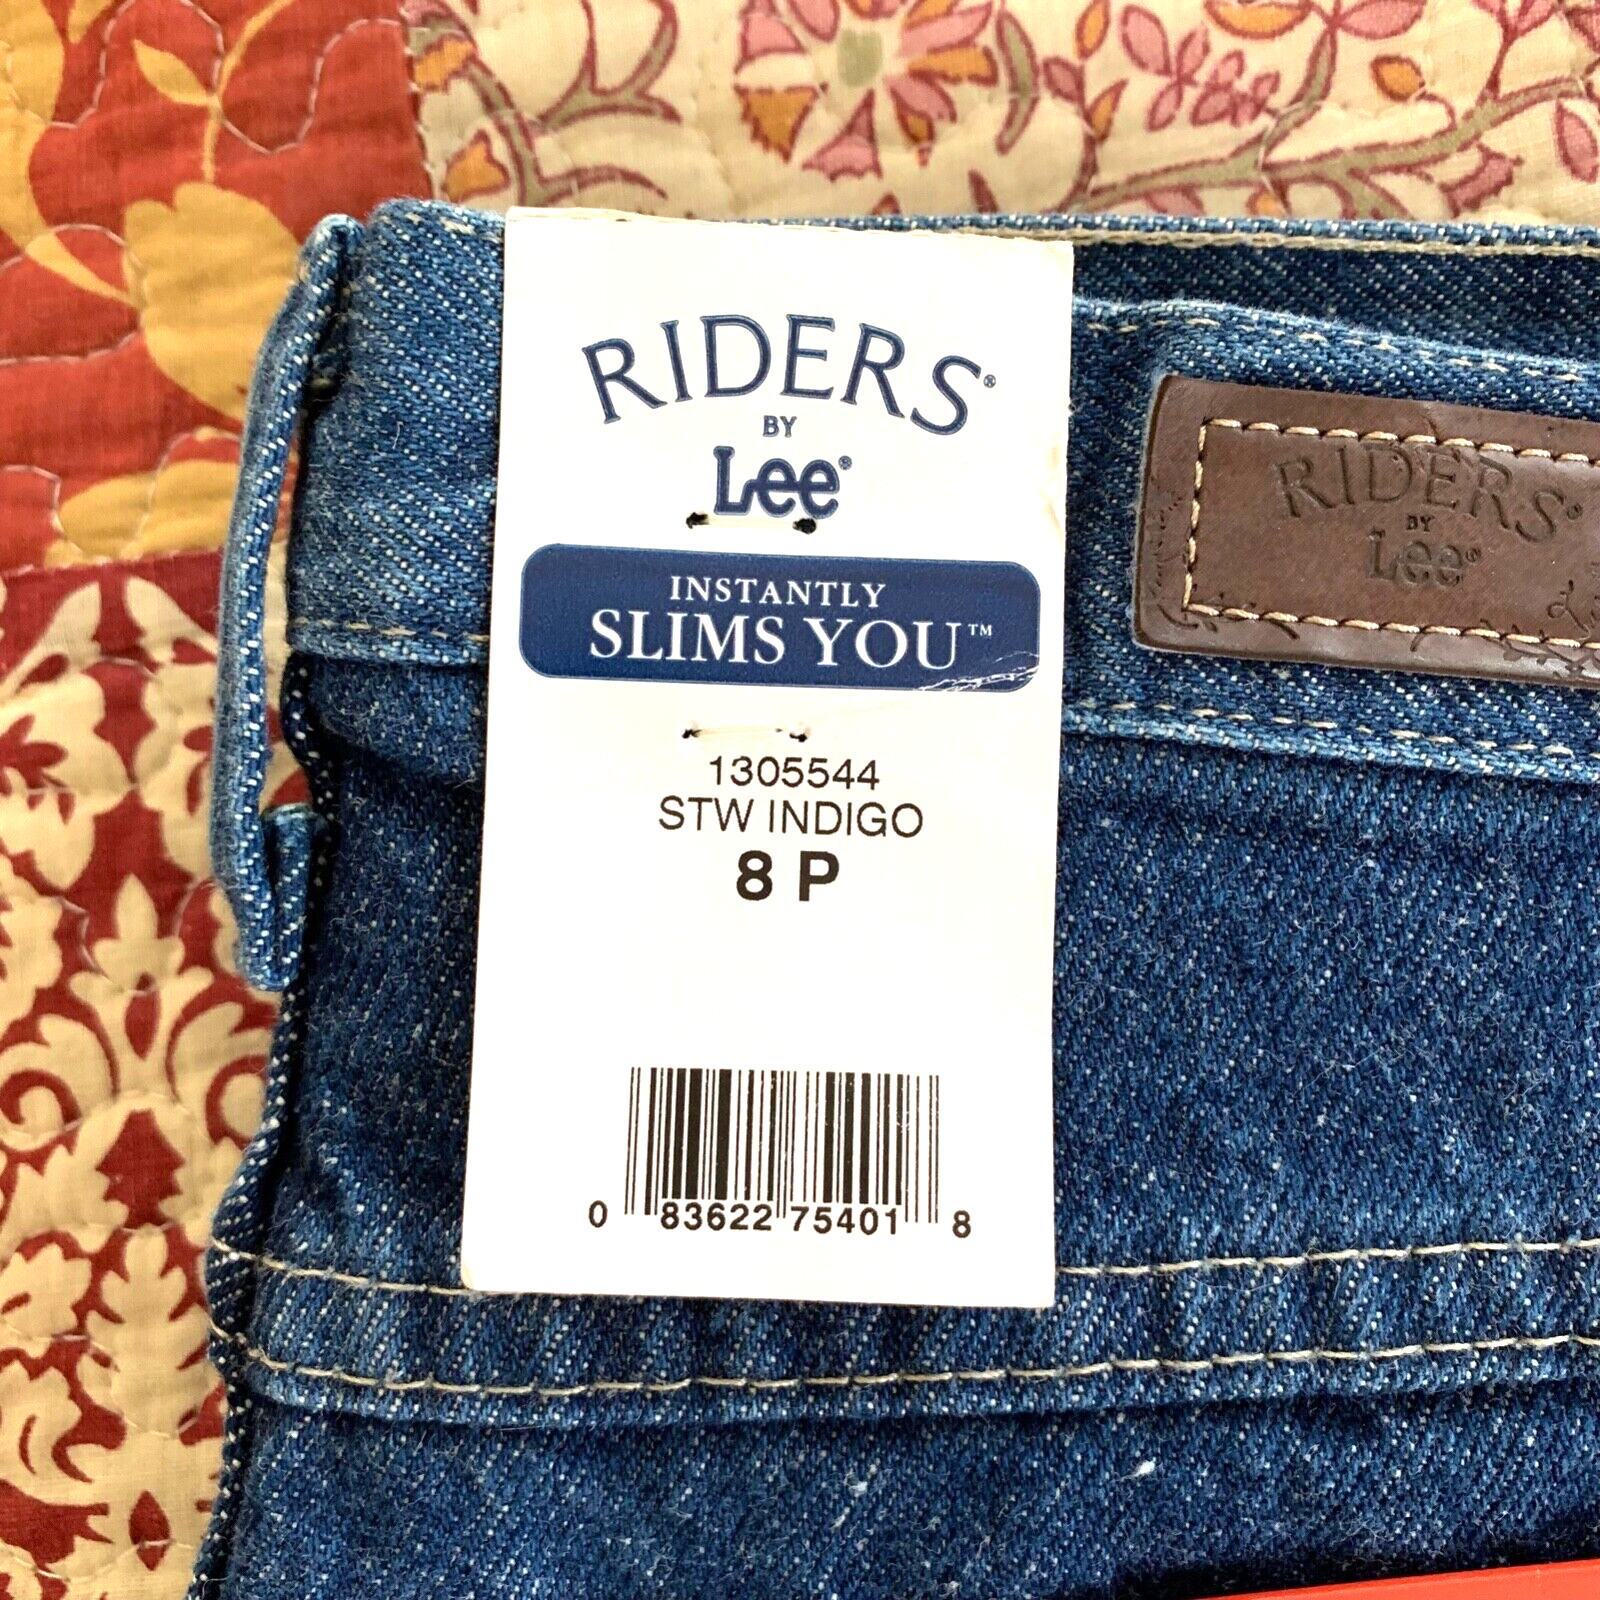 RIDERS®
BY
Lee®
INSTANTLY
SLIMS YOU™
1305544
STW INDIGO
8 P
0 83622 75401 8
RIDERS®
BY
Lee®